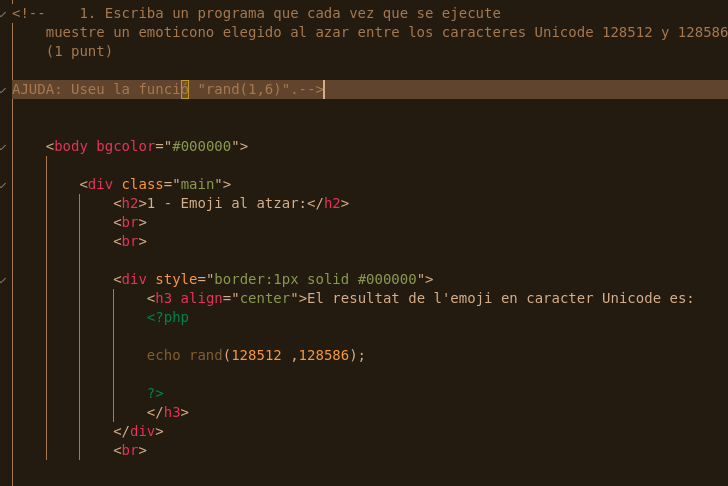 <!--    1. Escriba un programa que cada vez que se ejecute
muestre un emoticono elegido al azar entre los caracteres Unicode 128512 y 128586
(1 punt)
AJUDA: Useu la funció "rand(1,6)".-->
<body bgcolor="#000000">
<div class="main">
<h2>1 - Emoji al atzar:</h2>
<br>
<br>
<div style="border:1px solid #000000">
<h3 align="center">El resultat de l'emoji en caracter Unicode es:
<?php
echo rand(128512 ,128586);
?>
</h3>
</div>
<br>